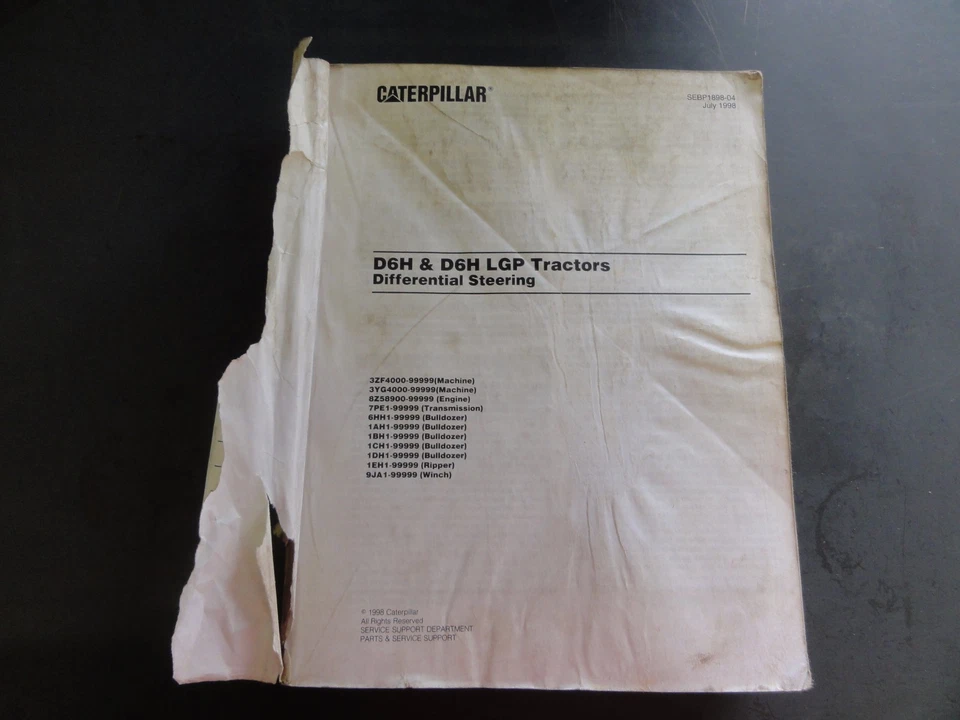 CATERPILLAR®
SEBP1898-04
July 1998
D6H & D6H LGP Tractors
Differential Steering
3ZF4000-99999(Machine)
3YG4000-99999(Machine)
8Z58900-99999 (Engine)
7PE1-99999 (Transmission)
6HH1-99999 (Bulldozer)
1AH1-99999 (Bulldozer)
1BH1-99999 (Bulldozer)
1CH1-99999 (Bulldozer)
1DH1-99999 (Bulldozer)
1EH1-99999 (Ripper)
9JA1-99999 (Winch)
© 1998 Caterpillar
All Rights Reserved
SERVICE SUPPORT DEPARTMENT
PARTS & SERVICE SUPPORT